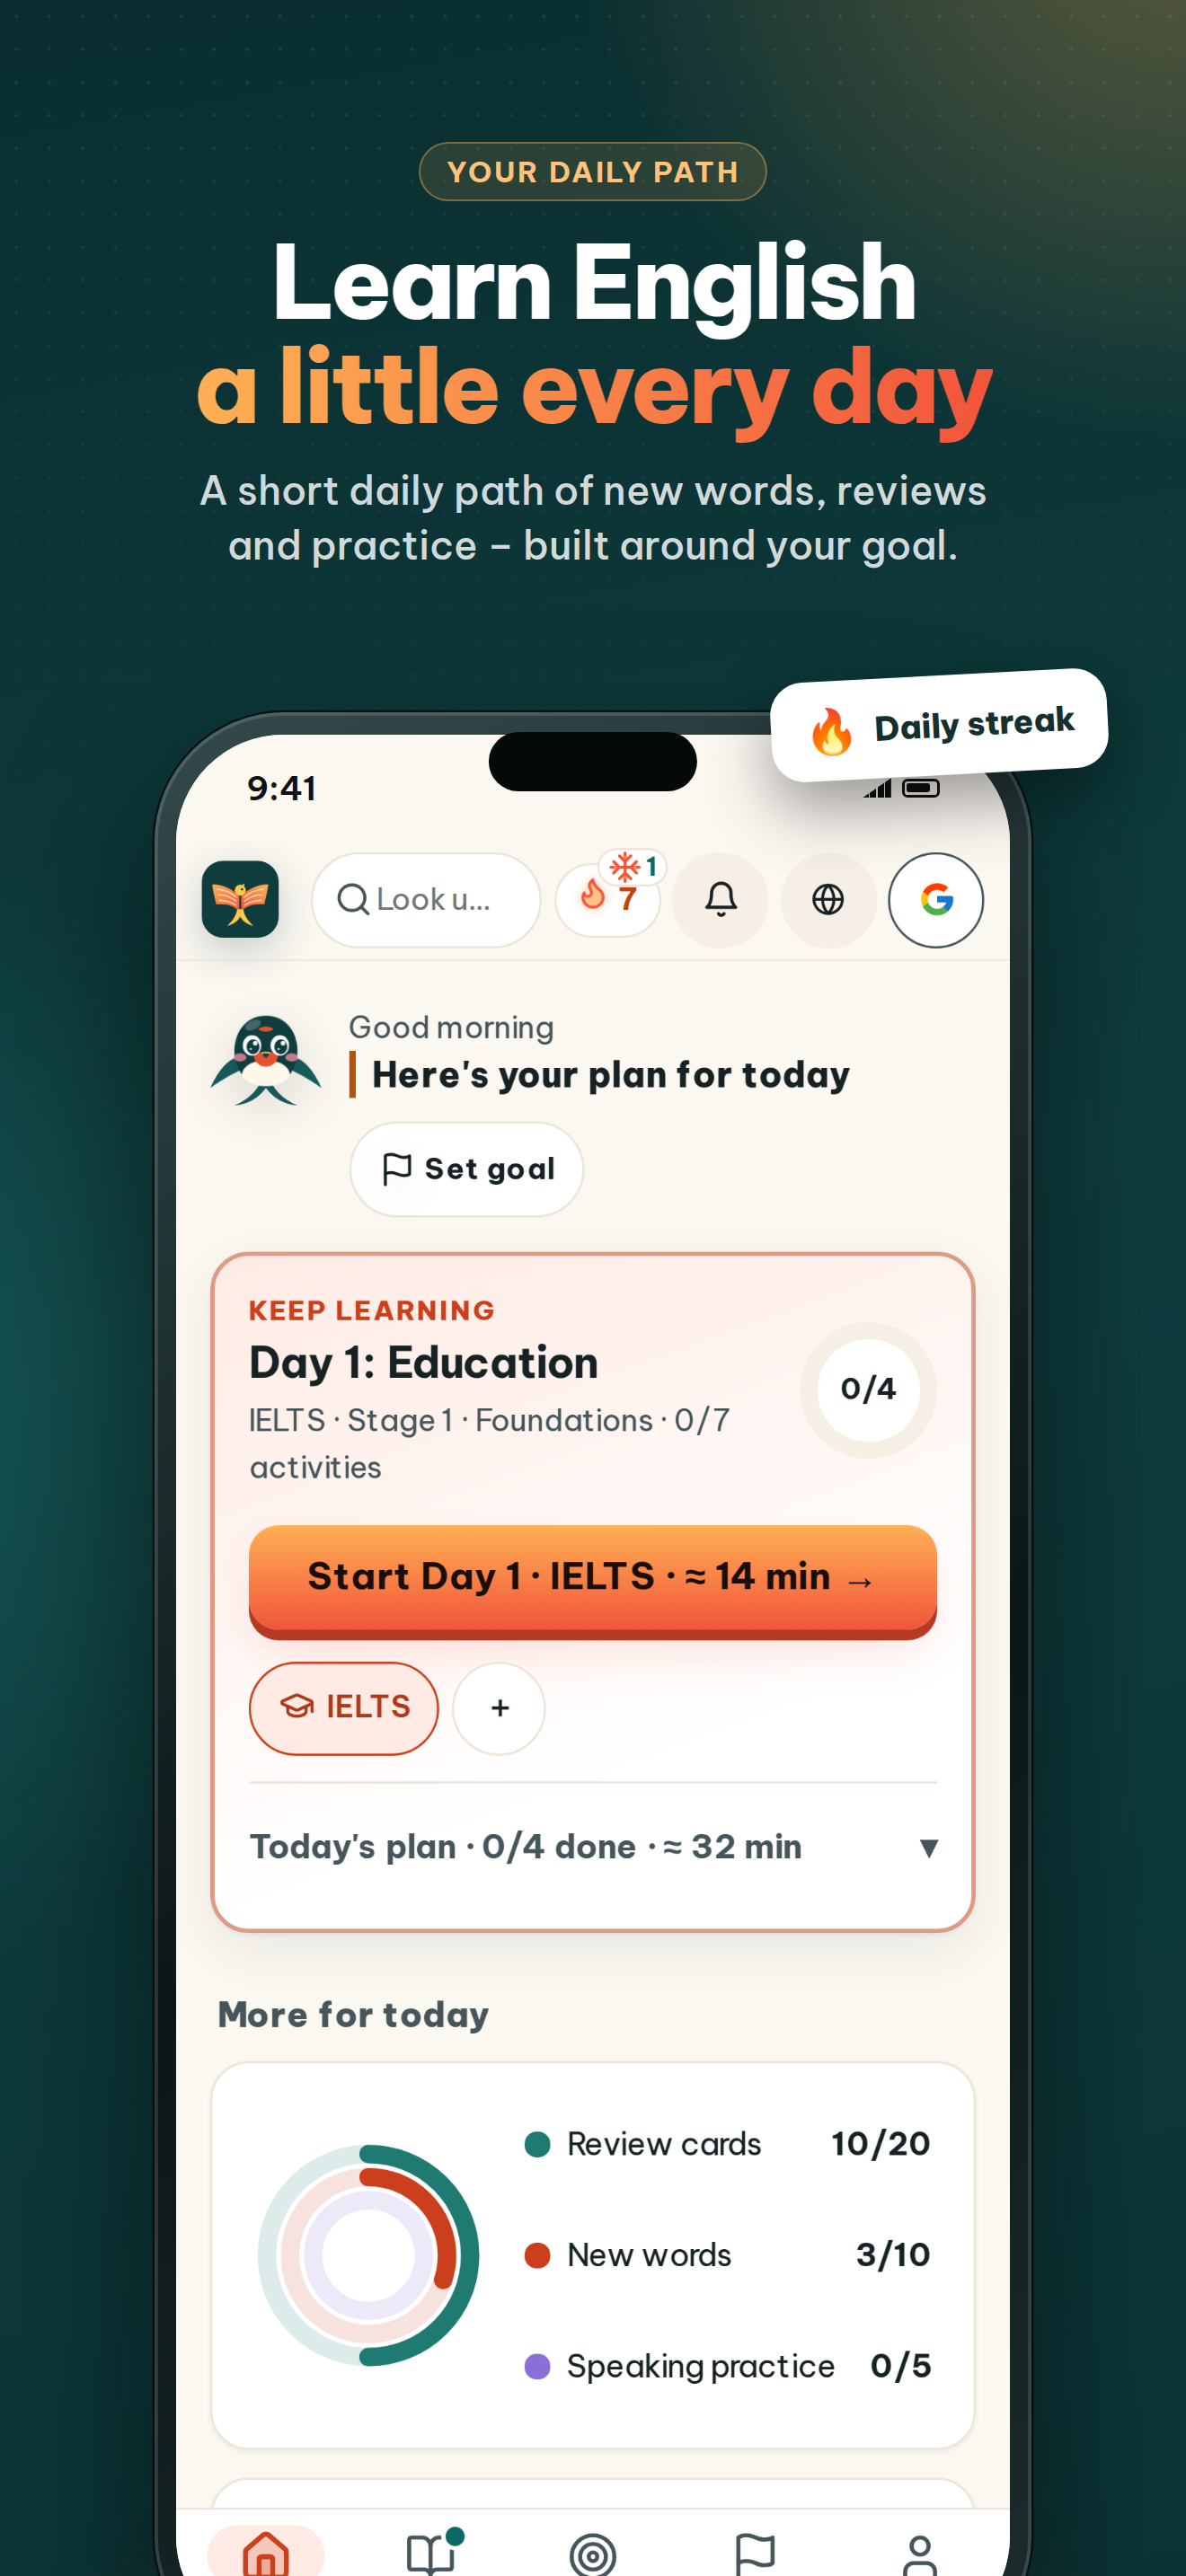 YOUR DAILY PATH
Learn English
a little every day
A short daily path of new words, reviews
and practice – built around your goal.
Daily streak
9:41
Look u...
1
7
Good morning
Here's your plan for today
Set goal
KEEP LEARNING
Day 1: Education
0/4
IELTS · Stage 1 · Foundations · 0/7
activities
Start Day 1 · IELTS · ≈ 14 min →
IELTS
+
Today's plan · 0/4 done · ≈ 32 min ▼
More for today
Review cards 10/20
New words 3/10
Speaking practice 0/5